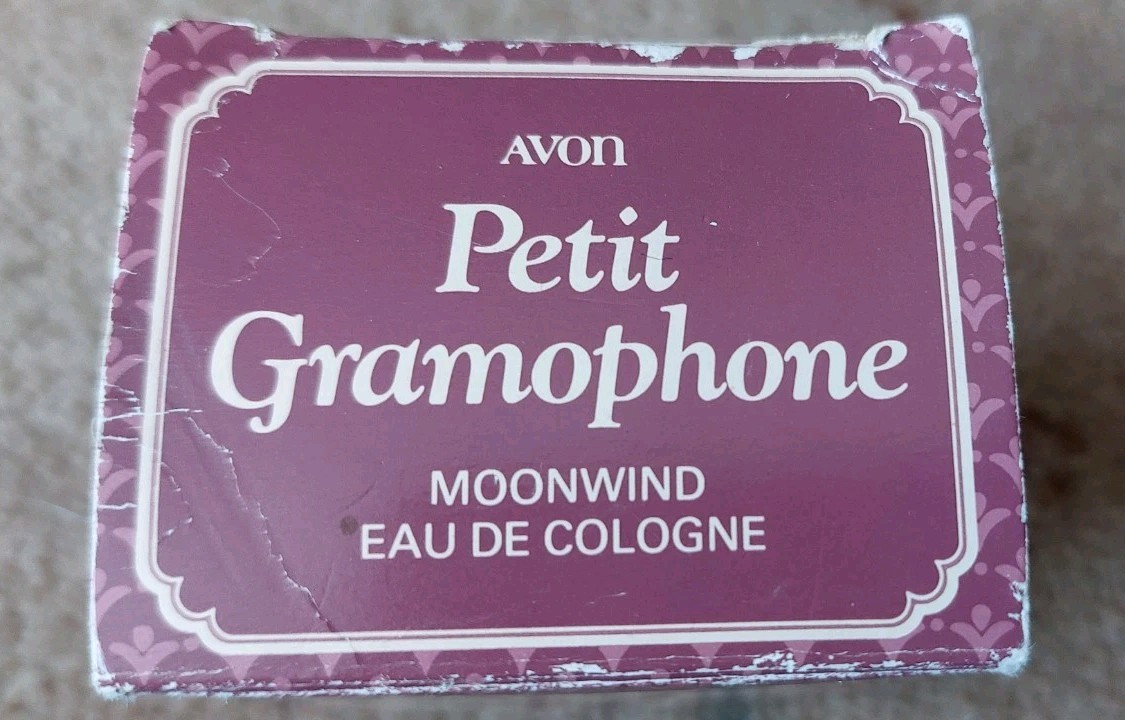 AVON
Petit
Gramophone
MOONWIND
EAU DE COLOGNE